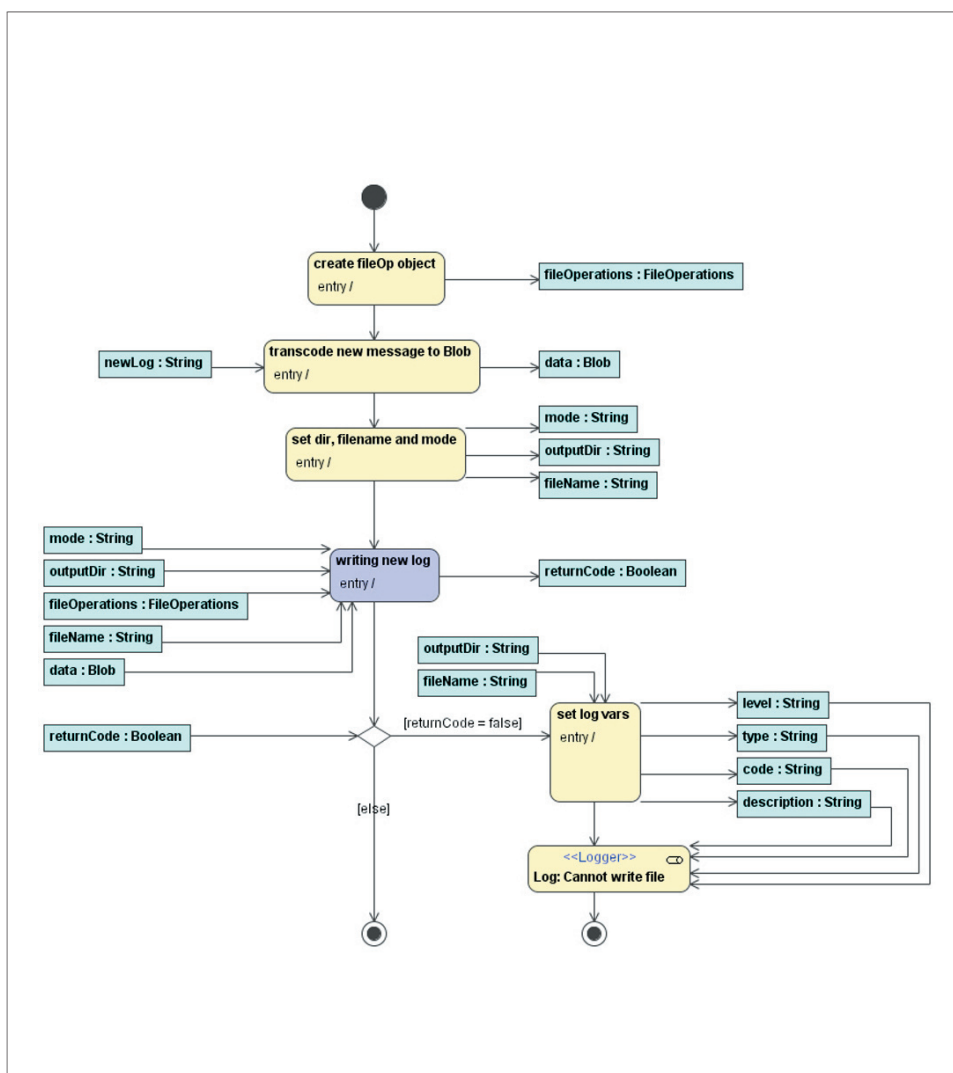 create fileOp object
entry /
fileOperations : FileOperations
transcode new message to Blob
entry /
newLog : String
data : Blob
set dir, filename and mode
entry /
mode : String
outputDir : String
fileName : String
mode : String
outputDir : String
fileOperations : FileOperations
fileName : String
data : Blob
writing new log
entry /
returnCode : Boolean
returnCode : Boolean
[returnCode = false]
[else]
outputDir : String
fileName : String
set log vars
entry /
level : String
type : String
code : String
description : String
<<Logger>>
Log: Cannot write file